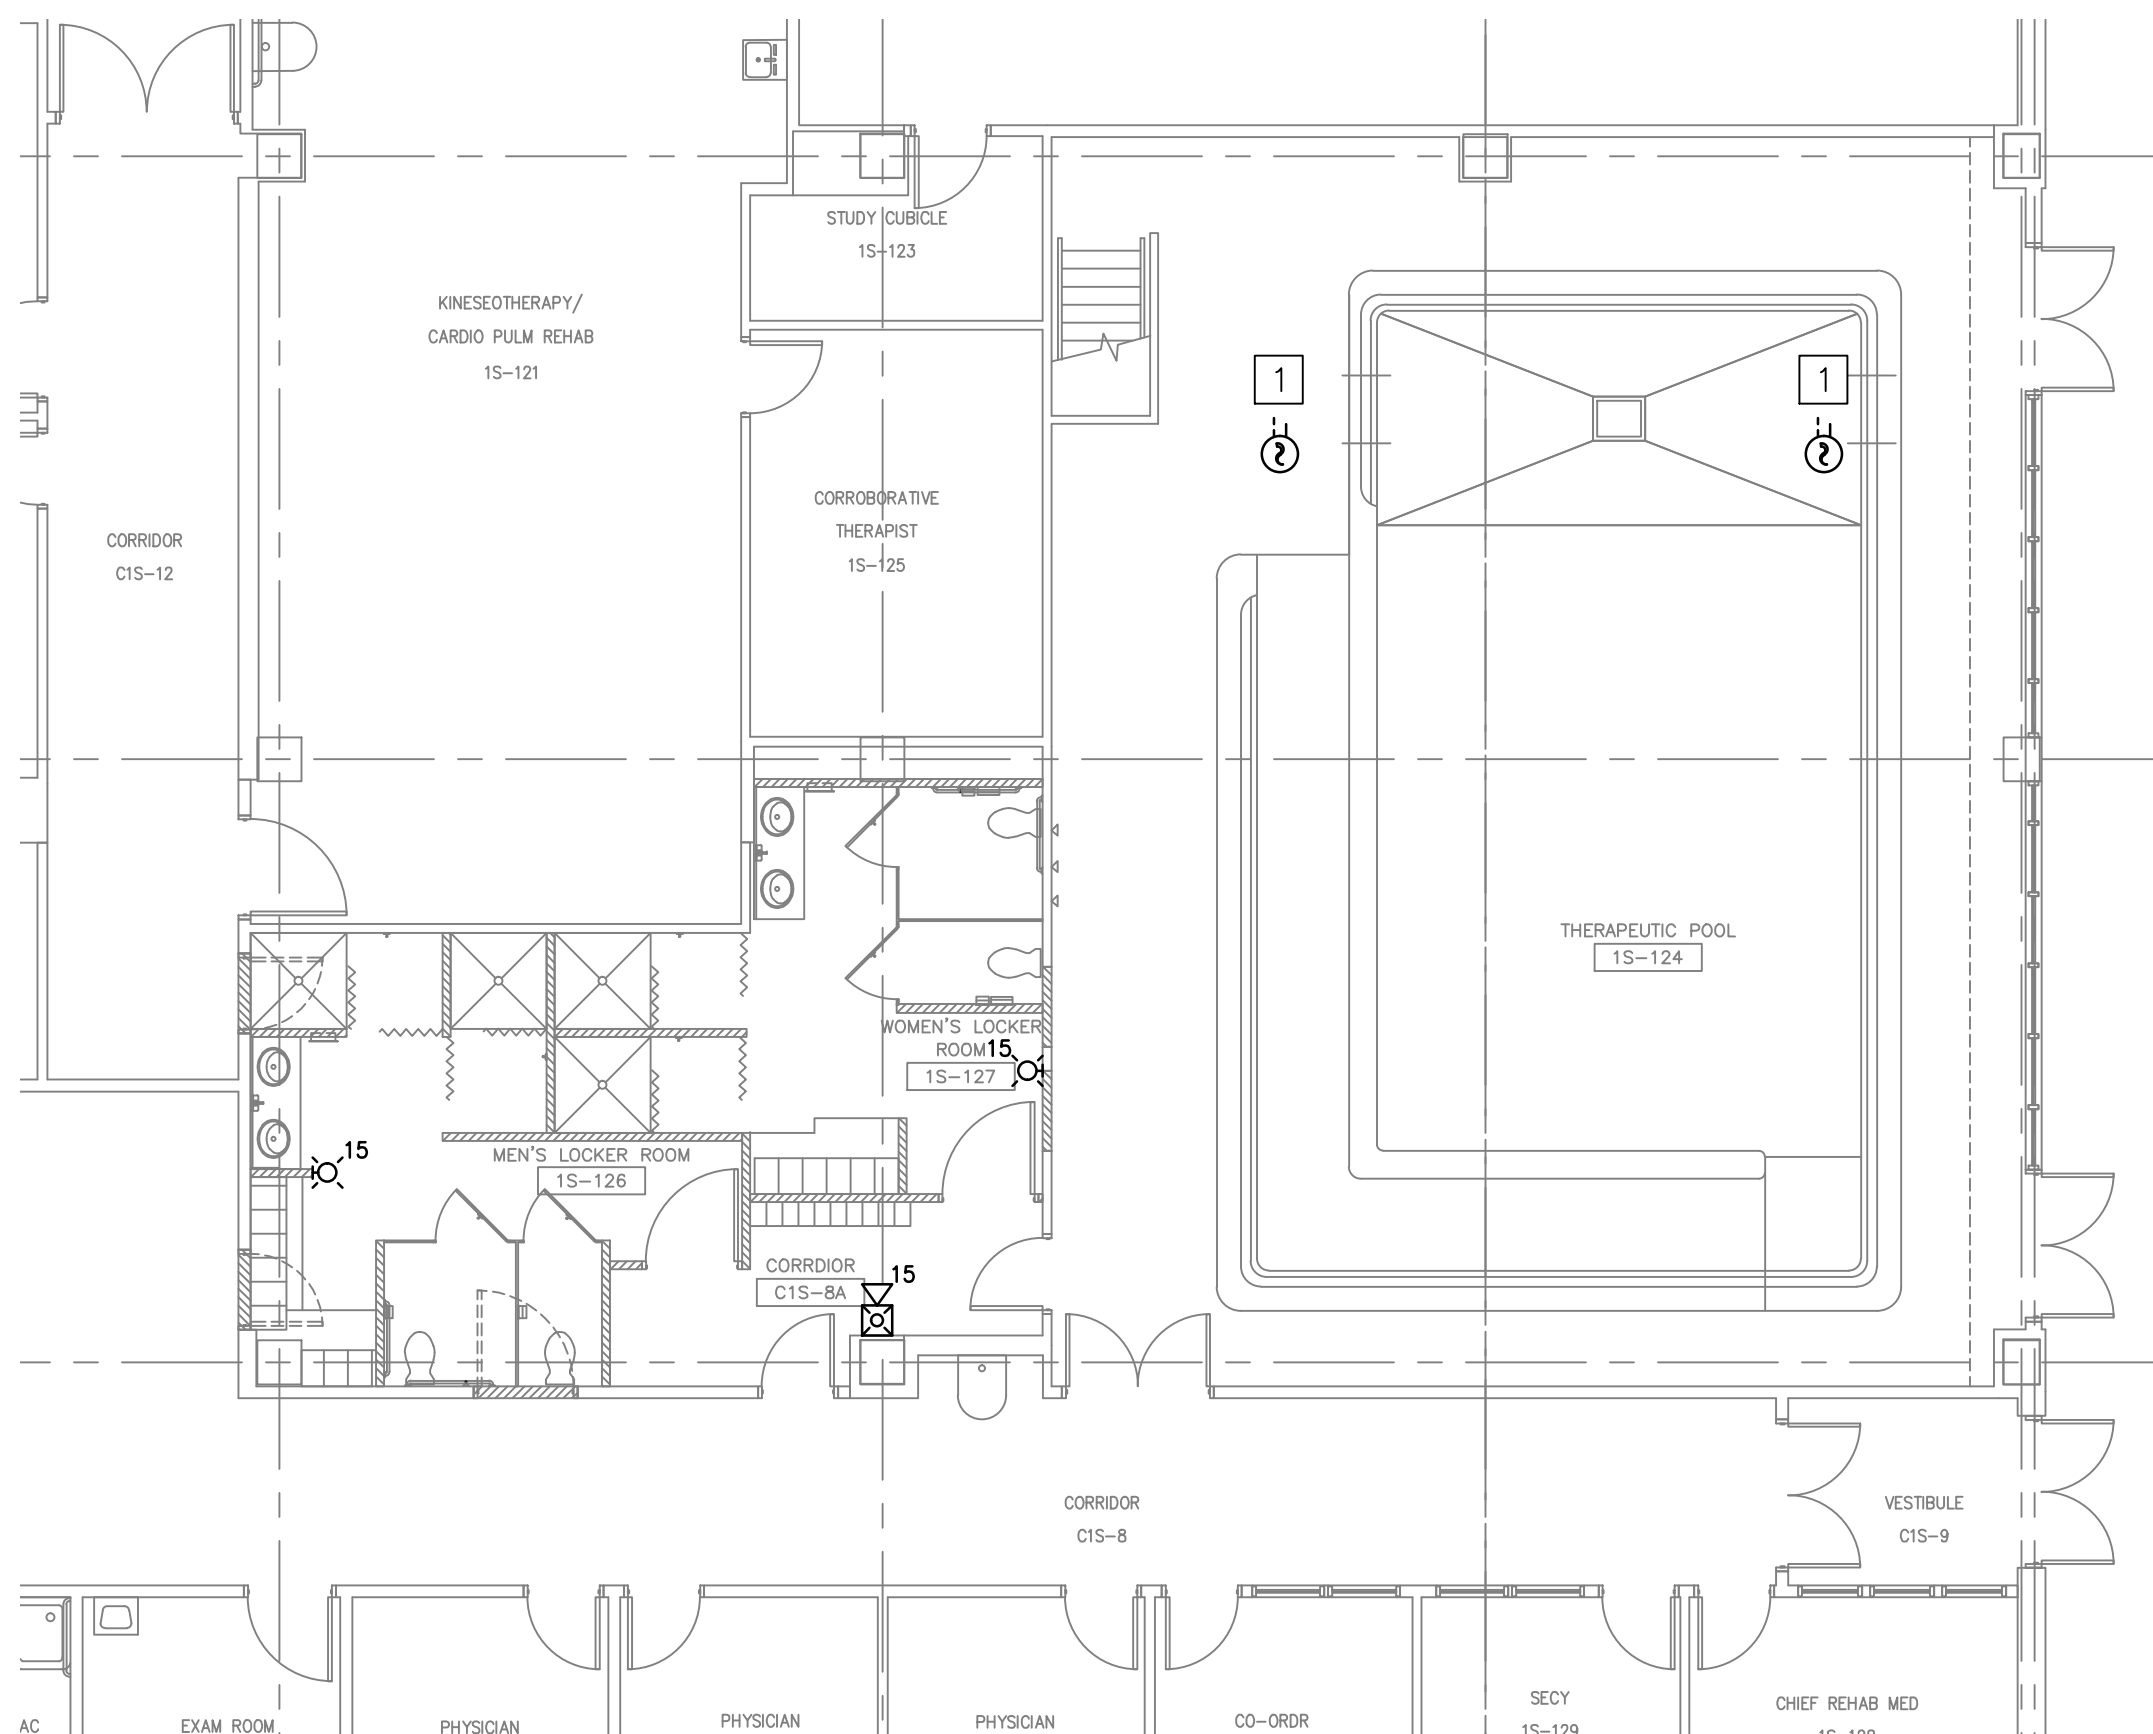 STUDY CUBICLE
1S-123
KINESEOTHERAPY/
CARDIO PULM REHAB
1S-121
1
1
CORROBORATIVE
THERAPIST
1S-125
CORRIDOR
C1S-12
THERAPEUTIC POOL
1S-124
WOMEN'S LOCKER
ROOM
15
1S-127
15
MEN'S LOCKER ROOM
1S-126
CORRDIOR
C1S-8A
15
CORRIDOR
C1S-8
VESTIBULE
C1S-9
AC
EXAM ROOM
PHYSICIAN
PHYSICIAN
PHYSICIAN
CO-ORDR
SECY
1S-129
CHIEF REHAB MED